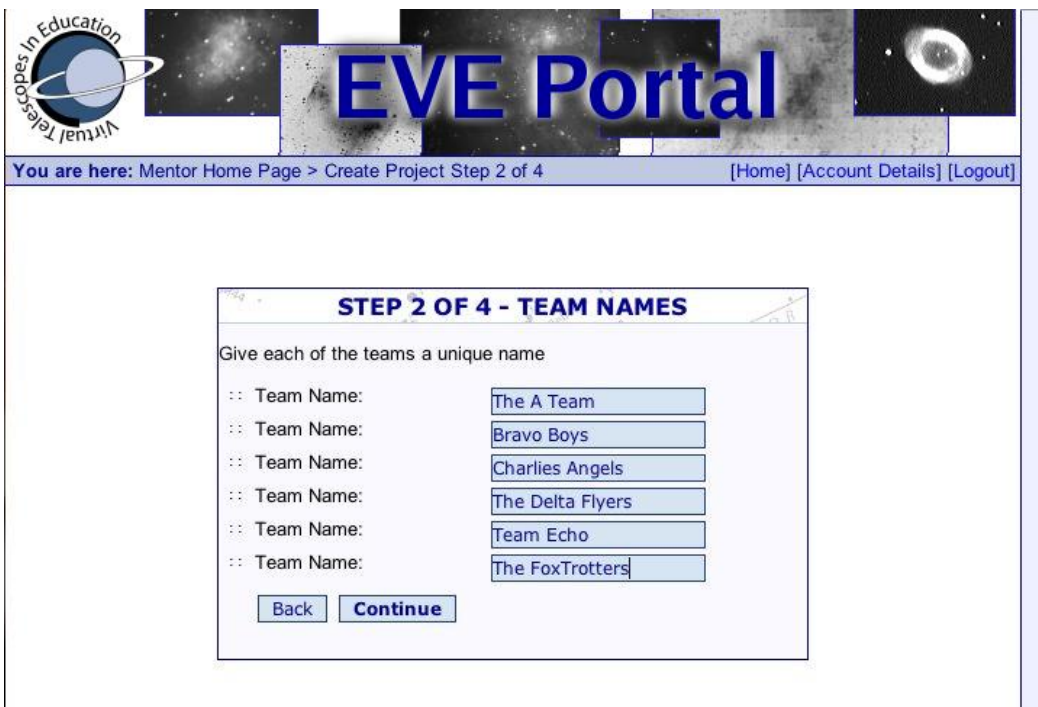 Virtual Telescopes In Education
EVE Portal
You are here: Mentor Home Page > Create Project Step 2 of 4 [Home] [Account Details] [Logout]
STEP 2 OF 4 - TEAM NAMES
Give each of the teams a unique name
:: Team Name: The A Team
:: Team Name: Bravo Boys
:: Team Name: Charlies Angels
:: Team Name: The Delta Flyers
:: Team Name: Team Echo
:: Team Name: The FoxTrotters
Back Continue